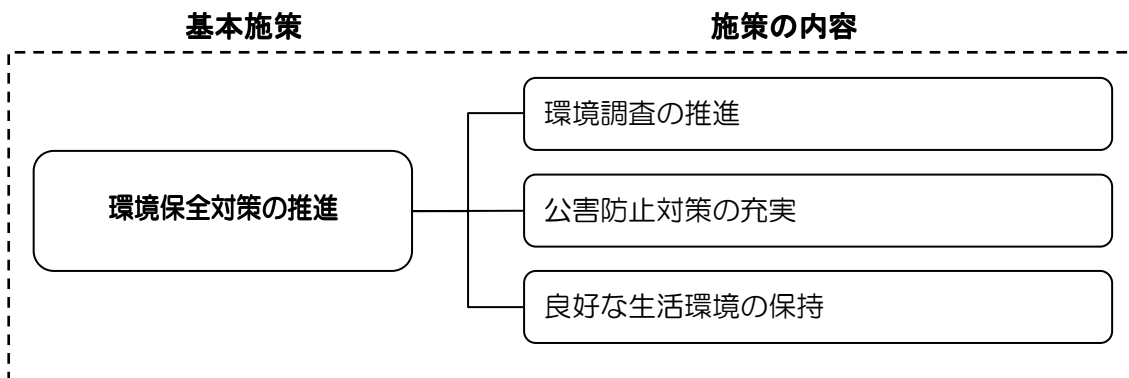 基本施策
施策の内容
環境保全対策の推進
環境調査の推進
公害防止対策の充実
良好な生活環境の保持